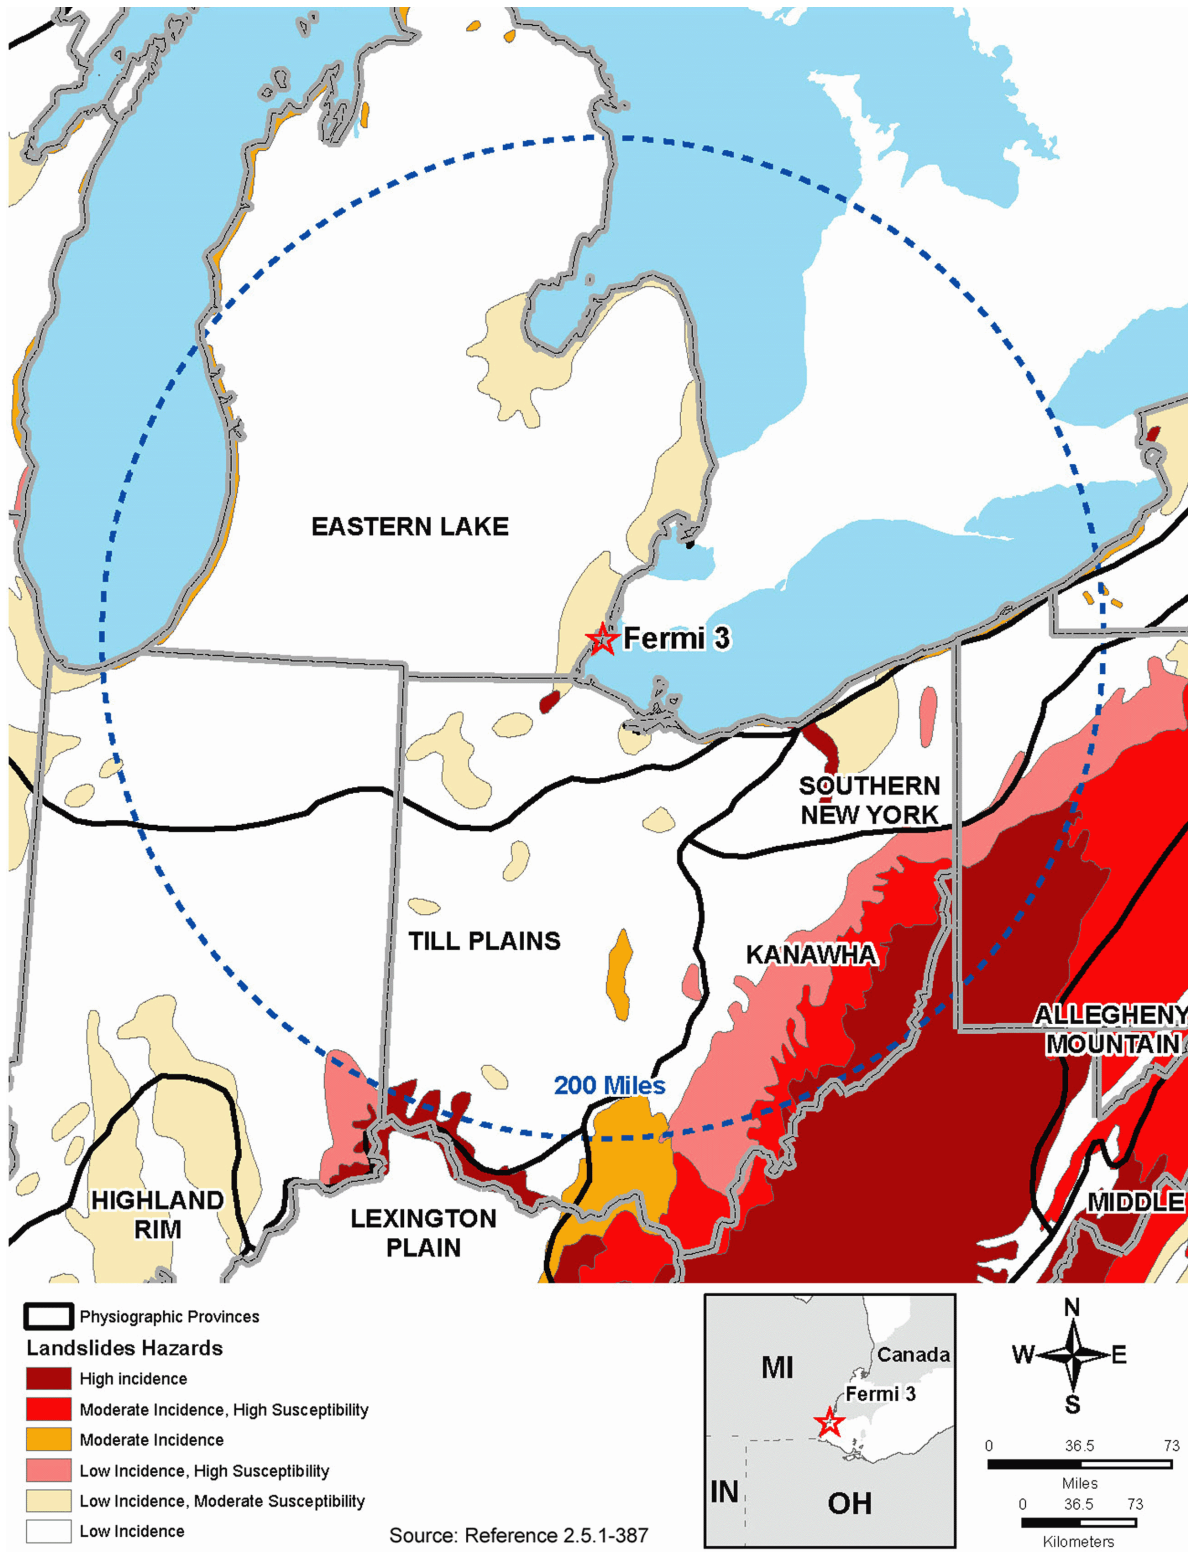 EASTERN LAKE
Fermi 3
SOUTHERN
NEW YORK
TILL PLAINS
KANAWHA
ALLEGHENY
MOUNTAIN
200 Miles
HIGHLAND
RIM
LEXINGTON
PLAIN
MIDDLE
Physiographic Provinces
Landslides Hazards
High incidence
Moderate Incidence, High Susceptibility
Moderate Incidence
Low Incidence, High Susceptibility
Low Incidence, Moderate Susceptibility
Low Incidence
Source: Reference 2.5.1-387
MI
Canada
Fermi 3
IN
OH
N
W E
S
0 36.5 73
Miles
0 36.5 73
Kilometers